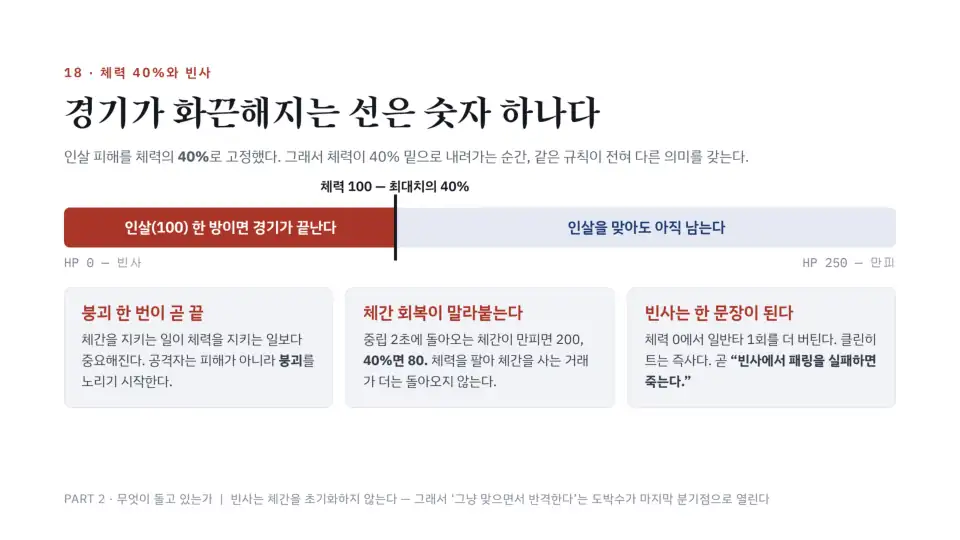 18 · 체력 40%와 빈사
경기가 화끈해지는 선은 숫자 하나다
인살 피해를 체력의 40%로 고정했다. 그래서 체력이 40% 밑으로 내려가는 순간, 같은 규칙이 전혀 다른 의미를 갖는다.
체력 100 — 최대치의 40%
인살(100) 한 방이면 경기가 끝난다
인살을 맞아도 아직 남는다
HP 0 — 빈사
HP 250 — 만피
붕괴 한 번이 곧 끝
체간을 지키는 일이 체력을 지키는 일보다
중요해진다. 공격자는 피해가 아니라 붕괴를
노리기 시작한다.
체간 회복이 말라붙는다
중립 2초에 돌아오는 체간이 만피면 200,
40%면 80. 체력을 팔아 체간을 사는 거래
가 더는 돌아오지 않는다.
빈사는 한 문장이 된다
체력 0에서 일반타 1회를 더 버틴다. 클린히
트는 즉사다. 곧 “빈사에서 패링을 실패하면
죽는다.”
PART 2 · 무엇이 돌고 있는가 | 빈사는 체간을 초기화하지 않는다 — 그래서 ‘그냥 맞으면서 반격한다’는 도박수가 마지막 분기점으로 열린다